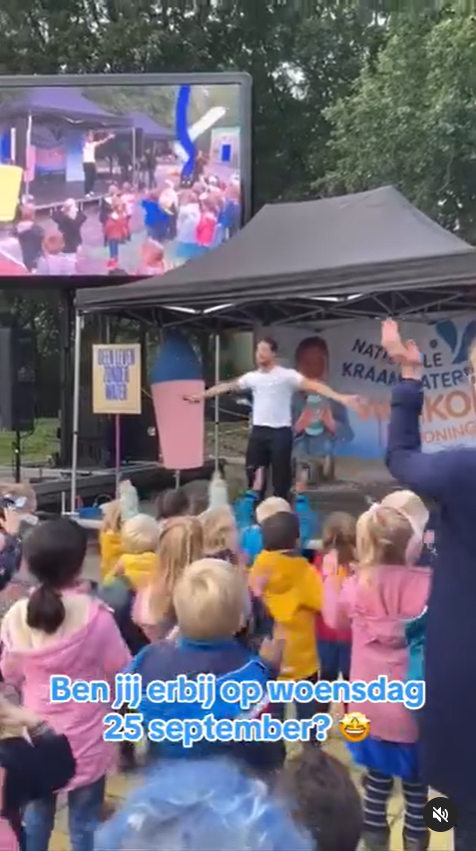 GEEN LEVEN
ZONDER
WATER
NATIONALE
KRAANWATER
Ben jij erbij op woensdag
25 september? 🤩